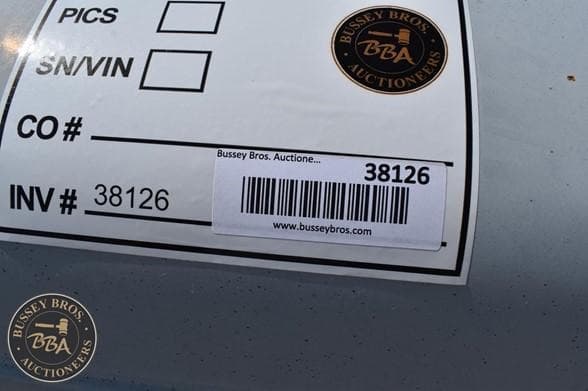 PICS
SN/VIN
BUSSEY BROS.
BBA
AUCTIONEERS
CO #
Bussey Bros. Auctione...
38126
INV # 38126
www.busseybros.com
BUSSEY BROS.
BBA
AUCTIONEERS